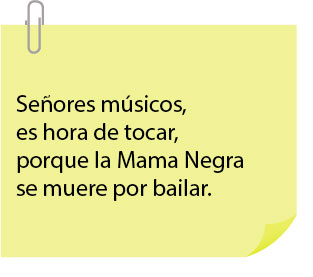 Señores músicos,
es hora de tocar,
porque la Mama Negra
se muere por bailar.